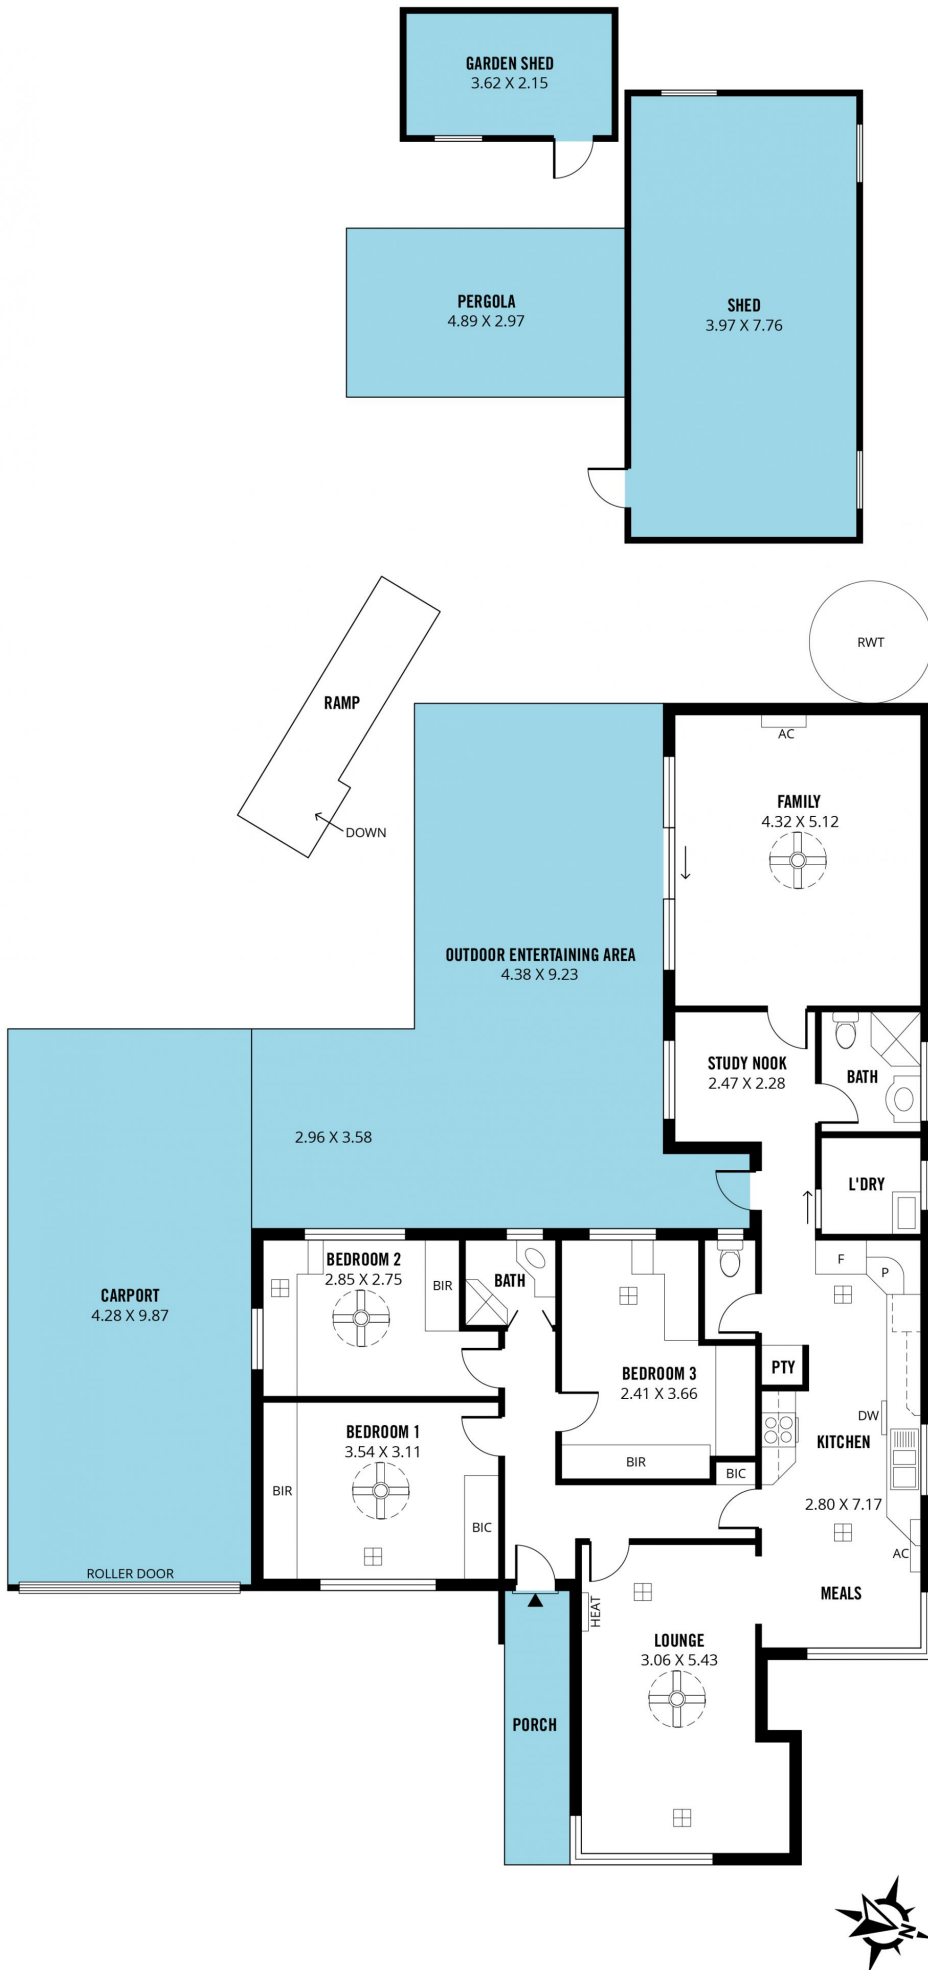 GARDEN SHED
3.62 X 2.15
PERGOLA
4.89 X 2.97
SHED
3.97 X 7.76
RWT
RAMP
DOWN
AC
FAMILY
4.32 X 5.12
OUTDOOR ENTERTAINING AREA
4.38 X 9.23
STUDY NOOK
2.47 X 2.28
BATH
2.96 X 3.58
L'DRY
CARPORT
4.28 X 9.87
BEDROOM 2
2.85 X 2.75
BIR
BATH
F
P
BEDROOM 3
2.41 X 3.66
PTY
BEDROOM 1
3.54 X 3.11
BIR
BIC
BIR
BIC
DW
KITCHEN
2.80 X 7.17
AC
MEALS
ROLLER DOOR
HEAT
LOUNGE
3.06 X 5.43
PORCH
N